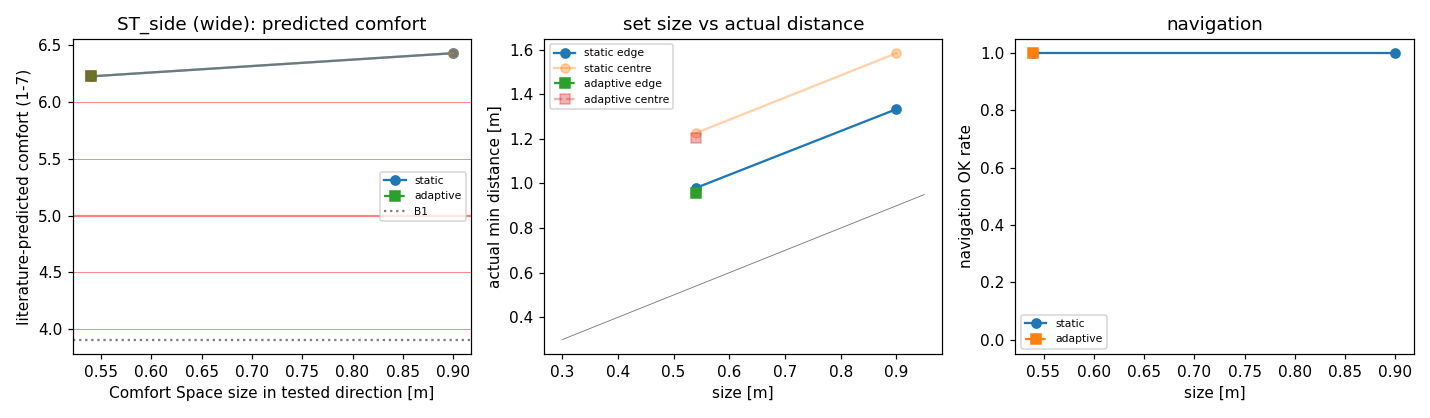 ST_side (wide): predicted comfort
literature-predicted comfort (1-7)
6.5
6.0
5.5
5.0
4.5
4.0
static
adaptive
B1
0.55 0.60 0.65 0.70 0.75 0.80 0.85 0.90
Comfort Space size in tested direction [m]
set size vs actual distance
actual min distance [m]
1.6
1.4
1.2
1.0
0.8
0.6
0.4
static edge
static centre
adaptive edge
adaptive centre
0.3 0.4 0.5 0.6 0.7 0.8 0.9
size [m]
navigation
navigation OK rate
1.0
0.8
0.6
0.4
0.2
0.0
static
adaptive
0.55 0.60 0.65 0.70 0.75 0.80 0.85 0.90
size [m]